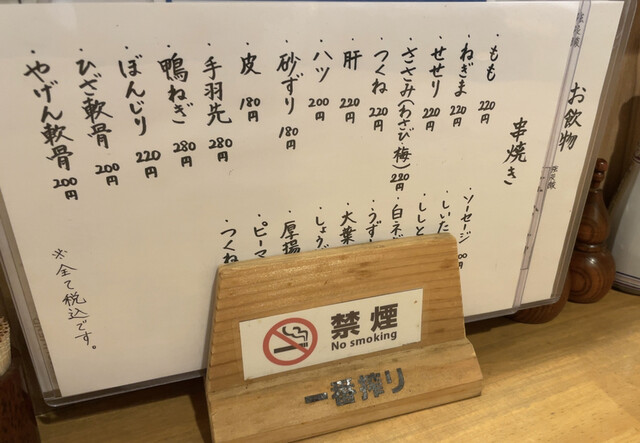 お飲物
串焼き
・もも 220円
・ねぎま 220円
・せせり 220円
・ささみ(わさび・梅) 280円
・つくね 220円
・肝 220円
・ハツ 200円
・砂ずり 180円
・皮 180円
・手羽先 280円
・鴨ねぎ 280円
・ぼんじり 220円
・ひざ軟骨 200円
・やげん軟骨 200円
・ソーセージ
・しいた
・ししと
・白ネ
・うず
・大葉
・しょう
・厚揚
・ピーマ
・つくね
※全て税込です。
禁煙
No smoking
一番搾り